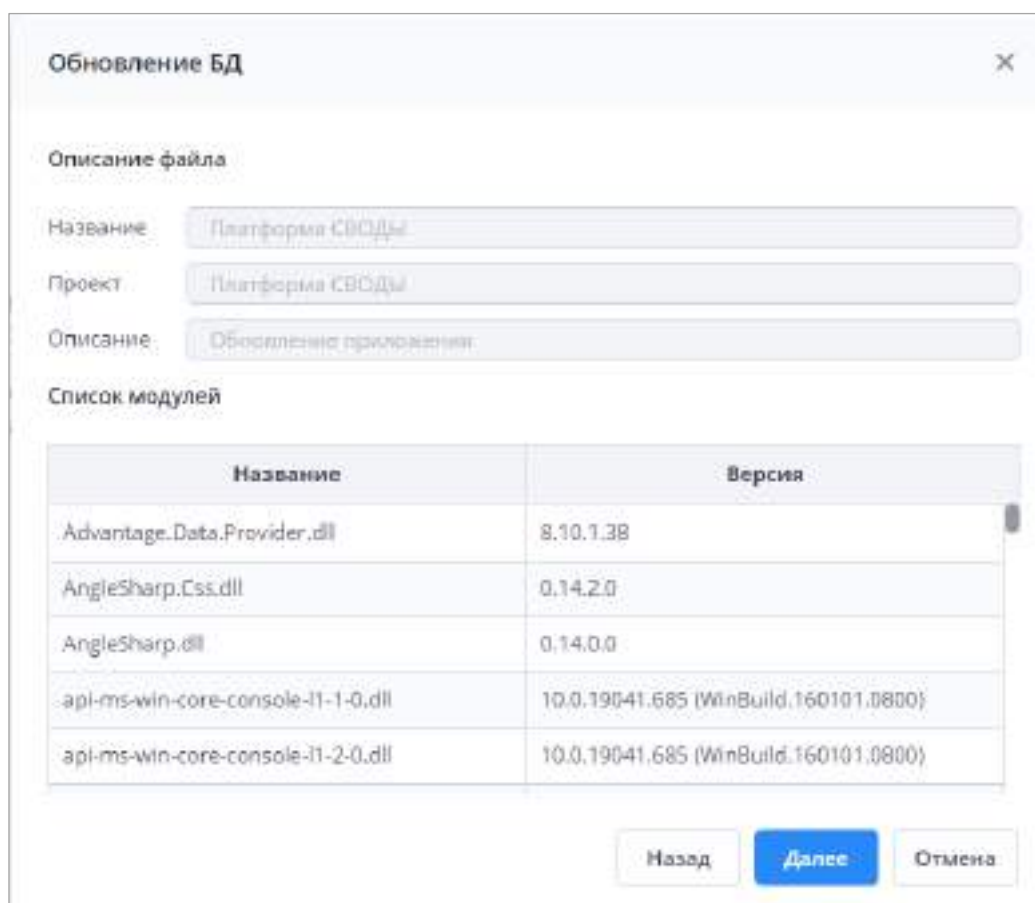 Обновление БД
Описание файла
Название Платформа СВОДЫ
Проект Платформа СВОДЫ
Описание Обновление приложения
Список модулей
Название Версия
Advantage.Data.Provider.dll 8.10.1.38
AngleSharp.Css.dll 0.14.2.0
AngleSharp.dll 0.14.0.0
api-ms-win-core-console-l1-1-0.dll 10.0.19041.685 (WinBuild.160101.0800)
api-ms-win-core-console-l1-2-0.dll 10.0.19041.685 (WinBuild.160101.0800)
Назад Далее Отмена